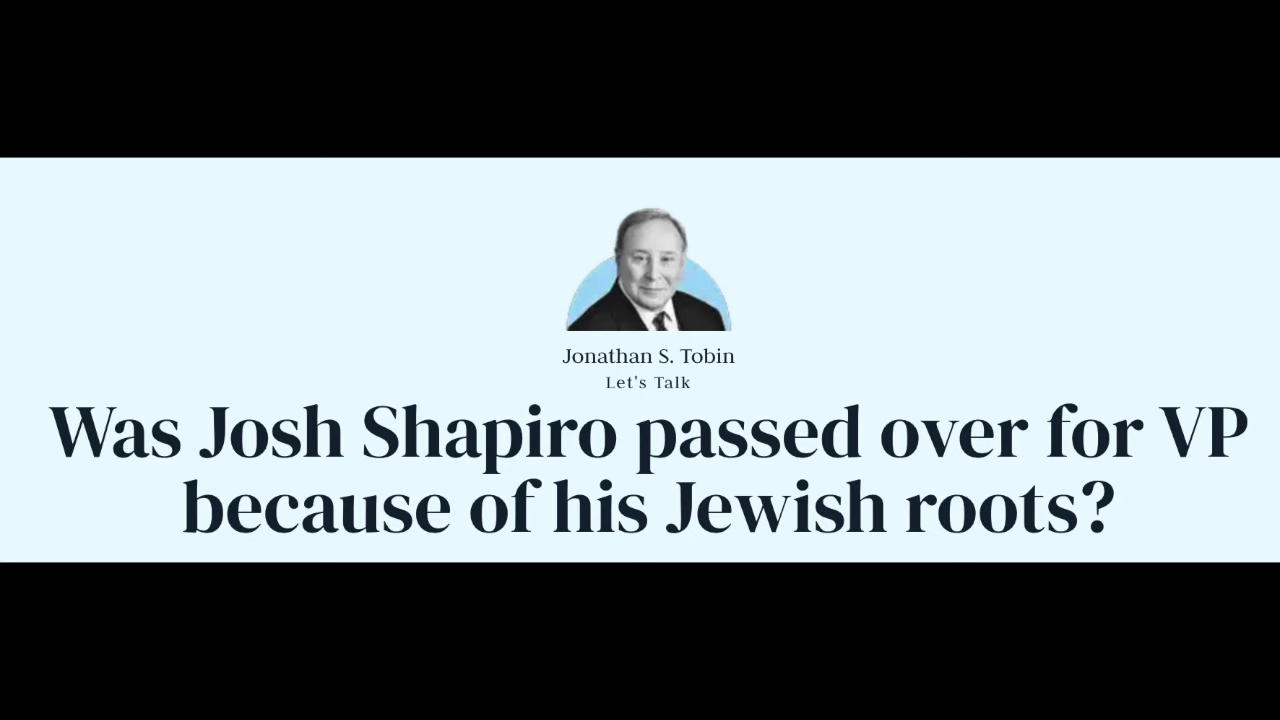 Jonathan S. Tobin
Let's Talk
Was Josh Shapiro passed over for VP
because of his Jewish roots?